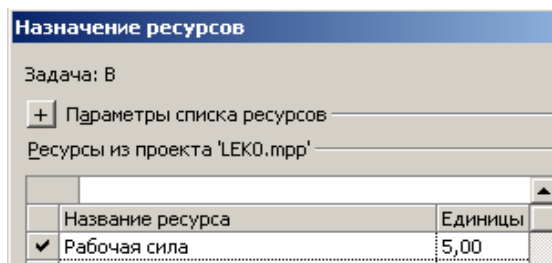 Назначение ресурсов
Задача: B
+ Параметры списка ресурсов
Ресурсы из проекта 'LEK0.mpp'
Название ресурса Единицы
✔ Рабочая сила 5,00